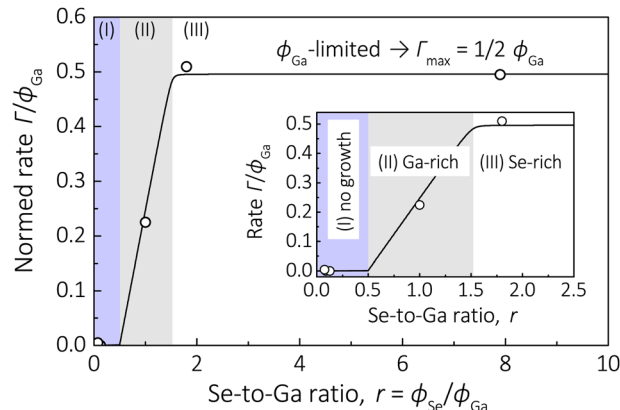 0.6
0.5
0.4
0.3
0.2
0.1
0.0
Normed rate Γ/ϕGa
(I)
(II)
(III)
ϕGa-limited → Γmax = 1/2 ϕGa
0.5
0.4
0.3
0.2
0.1
0.0
Rate Γ/ϕGa
(I) no growth
(II) Ga-rich
(III) Se-rich
0.0 0.5 1.0 1.5 2.0 2.5
Se-to-Ga ratio, r
0 2 4 6 8 10
Se-to-Ga ratio, r = ϕSe/ϕGa